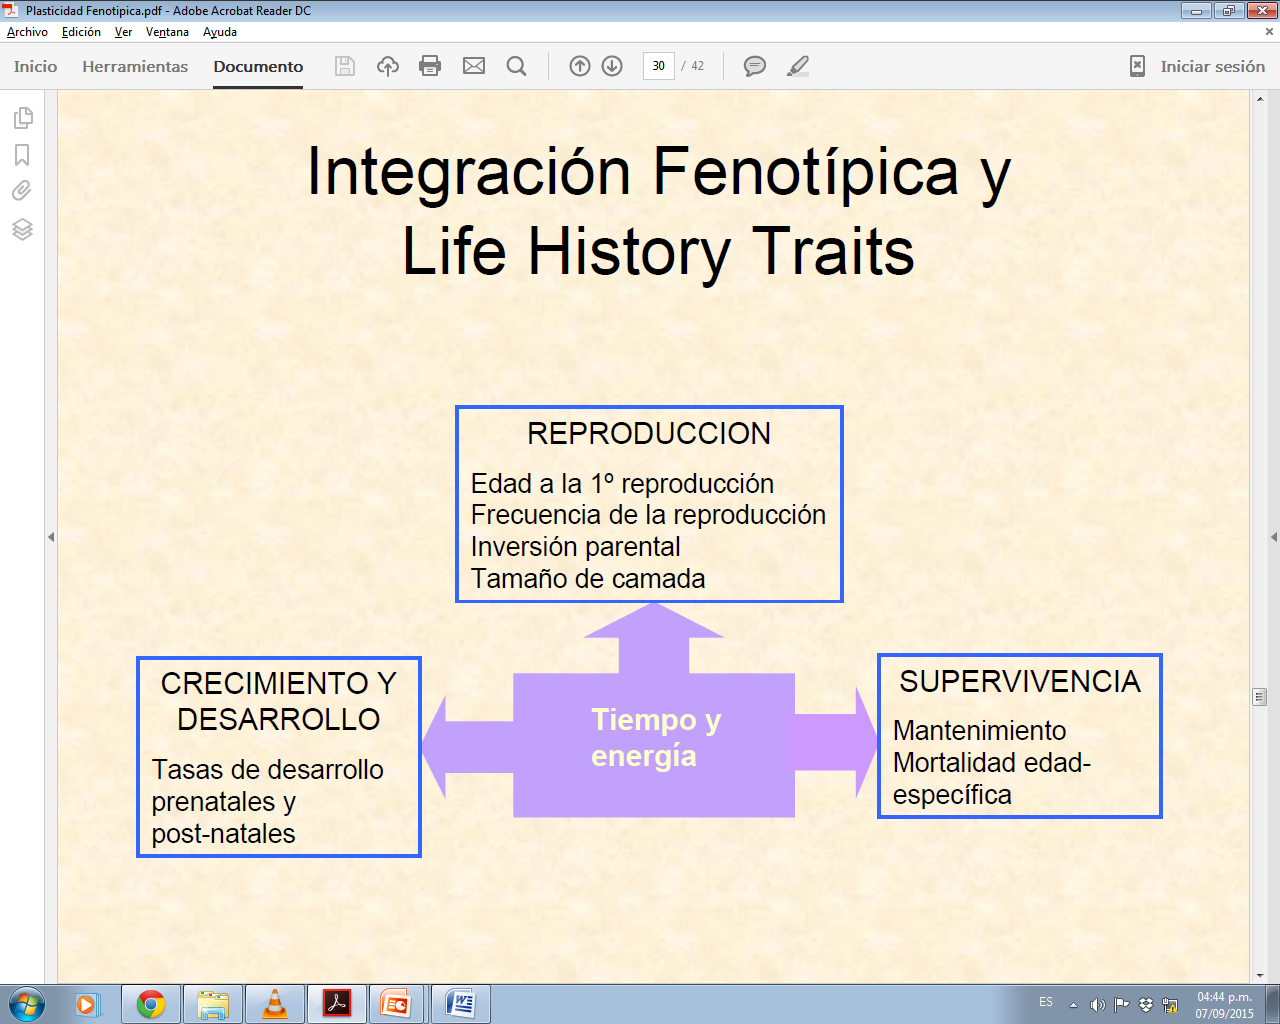 Plasticidad Fenotipica.pdf - Adobe Acrobat Reader DC
Archivo Edición Ver Ventana Ayuda
Inicio Herramientas Documento 30 / 42 Iniciar sesión
Integración Fenotípica y
Life History Traits
REPRODUCCION
Edad a la 1º reproducción
Frecuencia de la reproducción
Inversión parental
Tamaño de camada
CRECIMIENTO Y
DESARROLLO
Tasas de desarrollo
prenatales y
post-natales
Tiempo y
energía
SUPERVIVENCIA
Mantenimiento
Mortalidad edad-
específica
ES
04:44 p.m.
07/09/2015